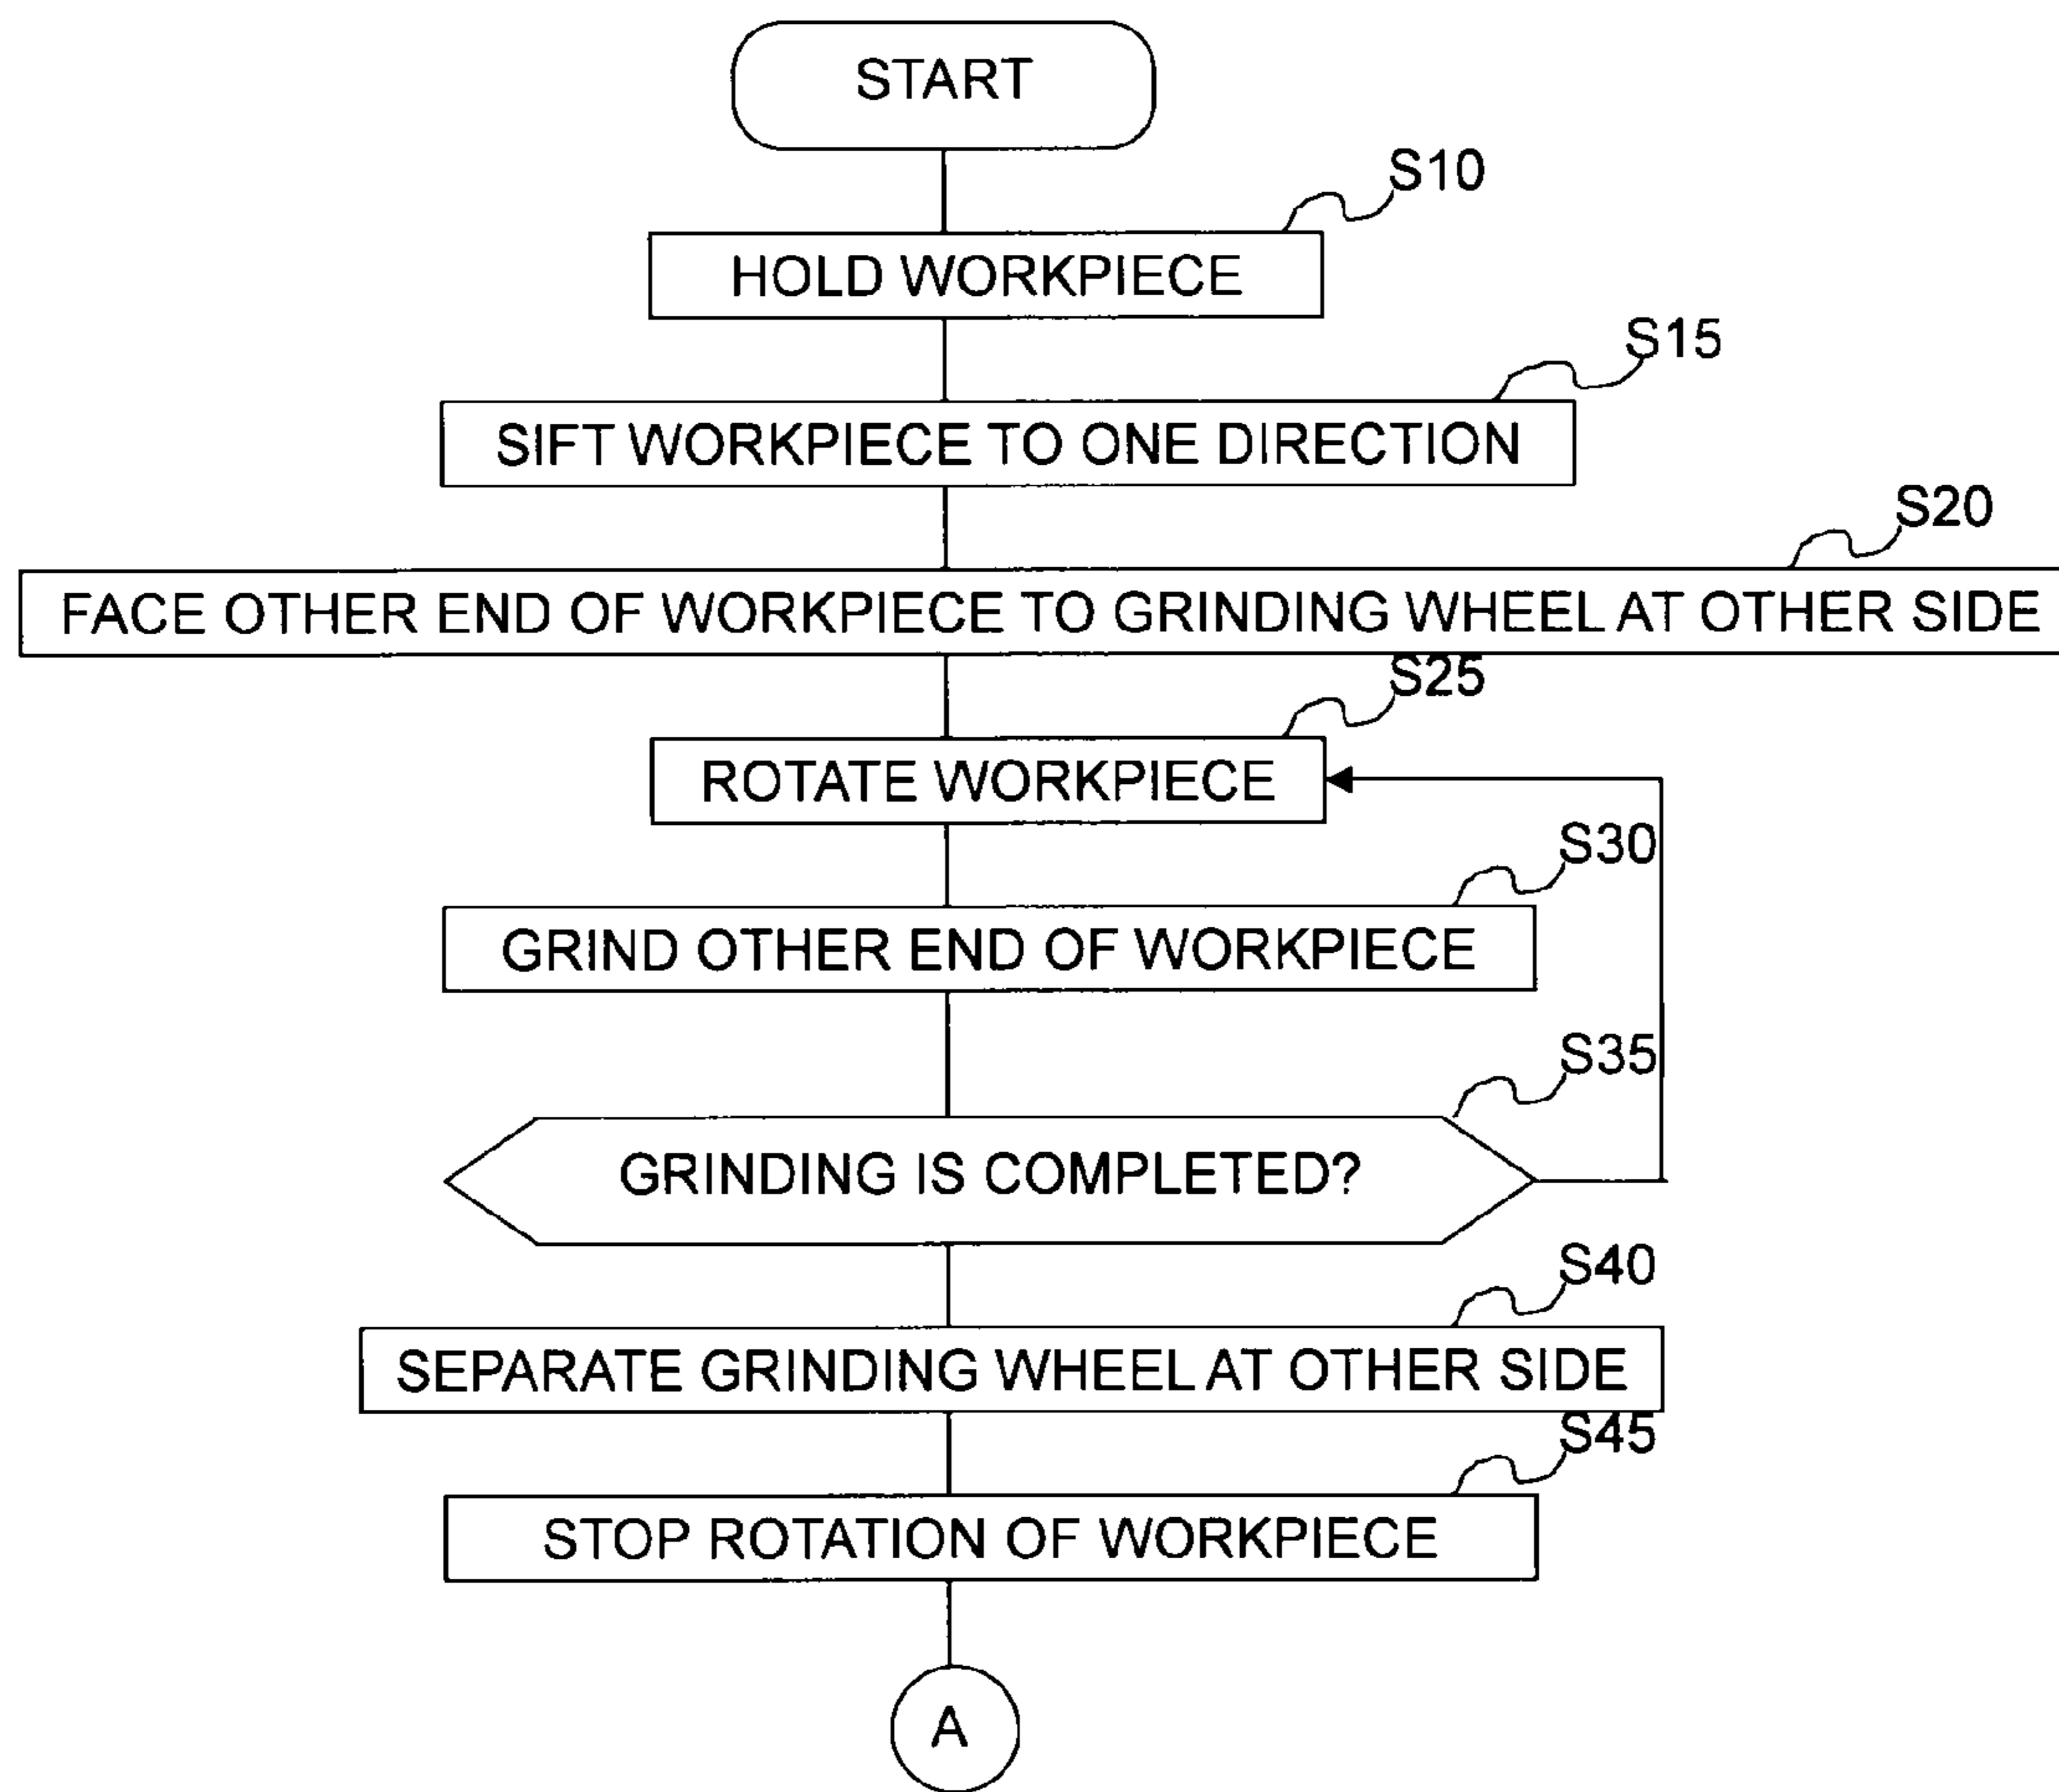 START
S10
HOLD WORKPIECE
S15
SIFT WORKPIECE TO ONE DIRECTION
S20
FACE OTHER END OF WORKPIECE TO GRINDING WHEEL AT OTHER SIDE
S25
ROTATE WORKPIECE
S30
GRIND OTHER END OF WORKPIECE
S35
GRINDING IS COMPLETED?
S40
SEPARATE GRINDING WHEEL AT OTHER SIDE
S45
STOP ROTATION OF WORKPIECE
A